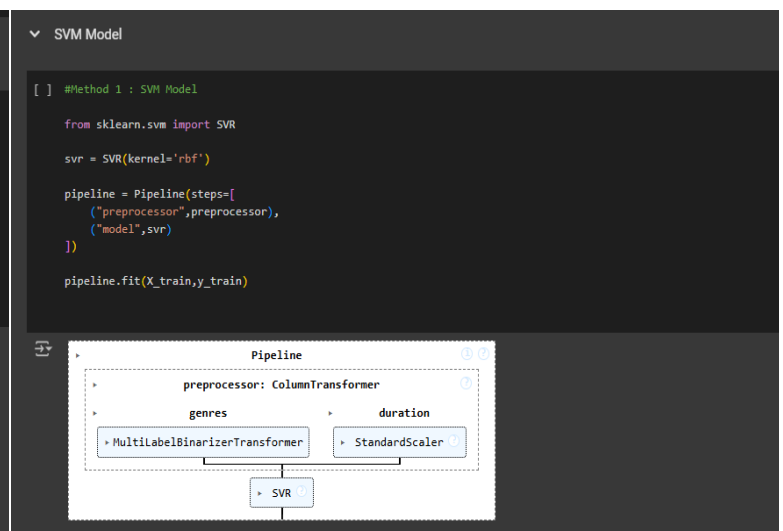 SVM Model
[ ] #Method 1 : SVM Model
from sklearn.svm import SVR
svr = SVR(kernel='rbf')
pipeline = Pipeline(steps=[
    ("preprocessor",preprocessor),
    ("model",svr)
])
pipeline.fit(X_train,y_train)
Pipeline i ?
preprocessor: ColumnTransformer ?
genres duration
MultiLabelBinarizerTransformer StandardScaler ?
SVR ?